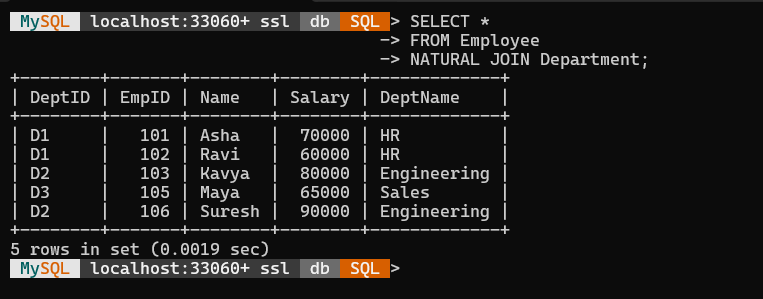 MySQL localhost:33060+ ssl db SQL > SELECT *
-> FROM Employee
-> NATURAL JOIN Department;
+--------+-------+--------+--------+-------------+
| DeptID | EmpID | Name   | Salary | DeptName    |
+--------+-------+--------+--------+-------------+
| D1     |   101 | Asha   |  70000 | HR          |
| D1     |   102 | Ravi   |  60000 | HR          |
| D2     |   103 | Kavya  |  80000 | Engineering |
| D3     |   105 | Maya   |  65000 | Sales       |
| D2     |   106 | Suresh |  90000 | Engineering |
+--------+-------+--------+--------+-------------+
5 rows in set (0.0019 sec)
MySQL localhost:33060+ ssl db SQL >